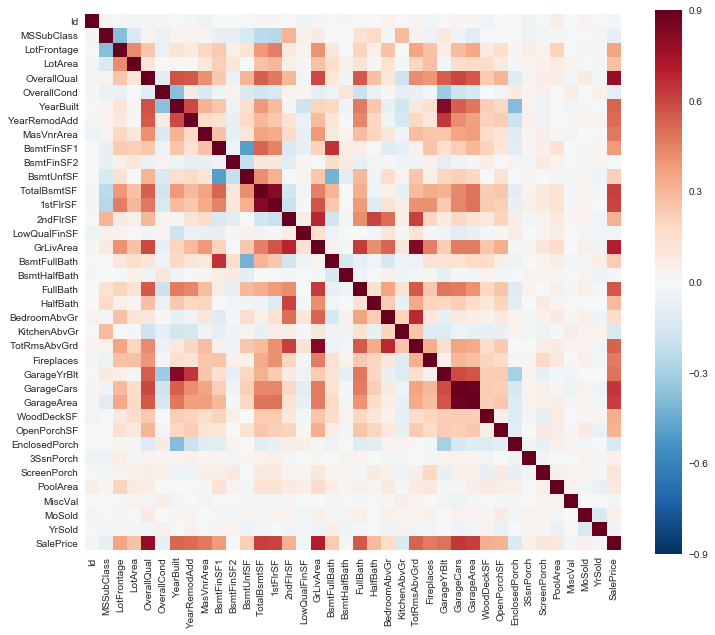 Id
MSSubClass
LotFrontage
LotArea
OverallQual
OverallCond
YearBuilt
YearRemodAdd
MasVnrArea
BsmtFinSF1
BsmtFinSF2
BsmtUnfSF
TotalBsmtSF
1stFlrSF
2ndFlrSF
LowQualFinSF
GrLivArea
BsmtFullBath
BsmtHalfBath
FullBath
HalfBath
BedroomAbvGr
KitchenAbvGr
TotRmsAbvGrd
Fireplaces
GarageYrBlt
GarageCars
GarageArea
WoodDeckSF
OpenPorchSF
EnclosedPorch
3SsnPorch
ScreenPorch
PoolArea
MiscVal
MoSold
YrSold
SalePrice
Id
MSSubClass
LotFrontage
LotArea
OverallQual
OverallCond
YearBuilt
YearRemodAdd
MasVnrArea
BsmtFinSF1
BsmtFinSF2
BsmtUnfSF
TotalBsmtSF
1stFlrSF
2ndFlrSF
LowQualFinSF
GrLivArea
BsmtFullBath
BsmtHalfBath
FullBath
HalfBath
BedroomAbvGr
KitchenAbvGr
TotRmsAbvGrd
Fireplaces
GarageYrBlt
GarageCars
GarageArea
WoodDeckSF
OpenPorchSF
EnclosedPorch
3SsnPorch
ScreenPorch
PoolArea
MiscVal
MoSold
YrSold
SalePrice
0.9
0.6
0.3
0.0
−0.3
−0.6
−0.9